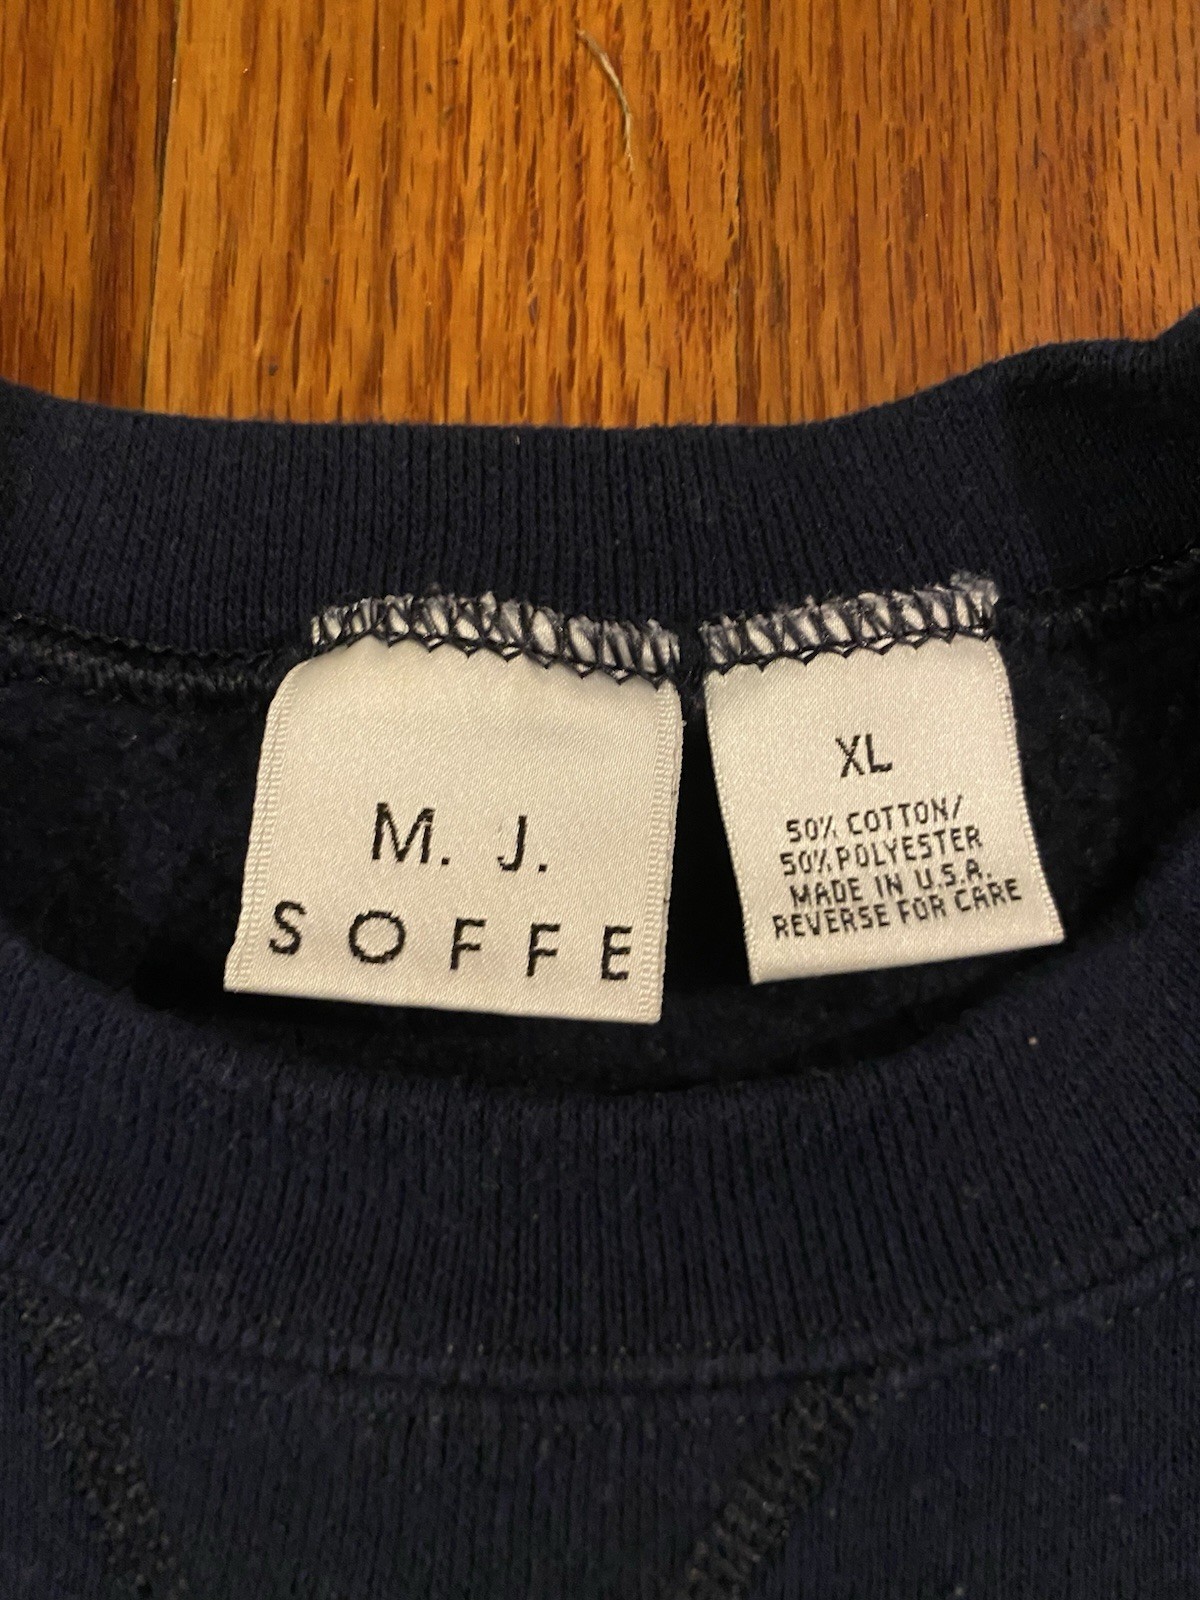 M. J.
SOFFE
XL
50% COTTON/
50% POLYESTER
MADE IN U.S.A.
REVERSE FOR CARE